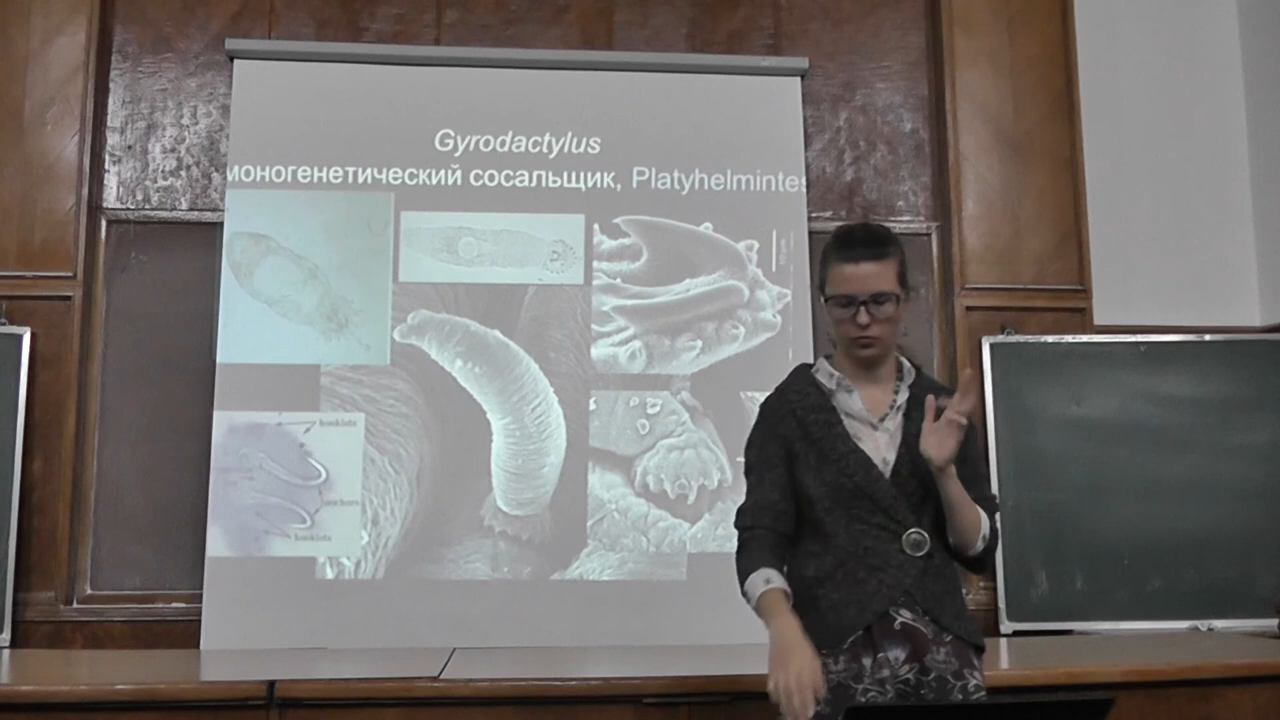 Gyrodactylus
моногенетический сосальщик, Platyhelmintes
hooklets
anchors
hooklets